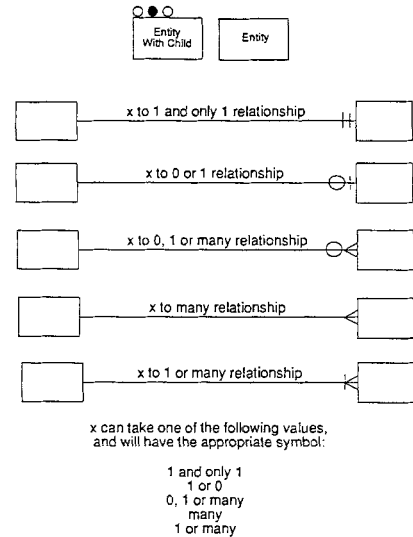 Entity
With Child
Entity
x to 1 and only 1 relationship
x to 0 or 1 relationship
x to 0, 1 or many relationship
x to many relationship
x to 1 or many relationship
x can take one of the following values,
and will have the appropriate symbol:
1 and only 1
1 or 0
0, 1 or many
many
1 or many